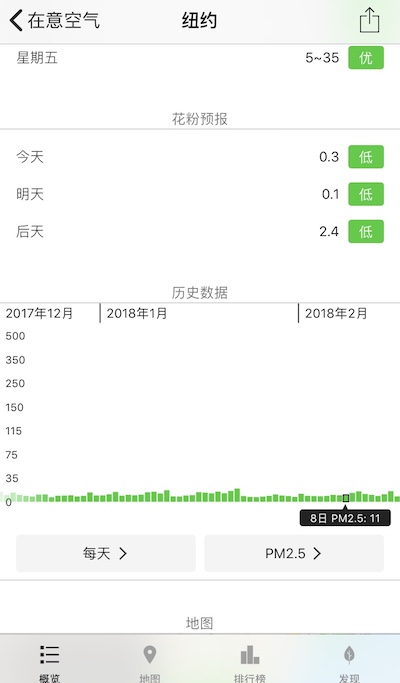 在意空气 纽约
星期五 5~35 优
花粉预报
今天 0.3 低
明天 0.1 低
后天 2.4 低
历史数据
2017年12月 2018年1月 2018年2月
500
350
250
150
115
75
35
0
8日 PM2.5: 11
每天 PM2.5
地图
概览 地图 排行榜 发现